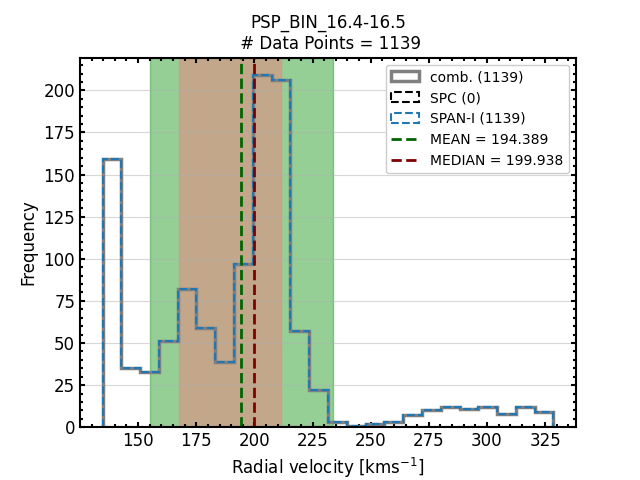 PSP_BIN_16.4-16.5
# Data Points = 1139
comb. (1139)
SPC (0)
SPAN-I (1139)
MEAN = 194.389
MEDIAN = 199.938
Frequency
200
175
150
125
100
75
50
25
0
150 175 200 225 250 275 300 325
Radial velocity [kms⁻¹]